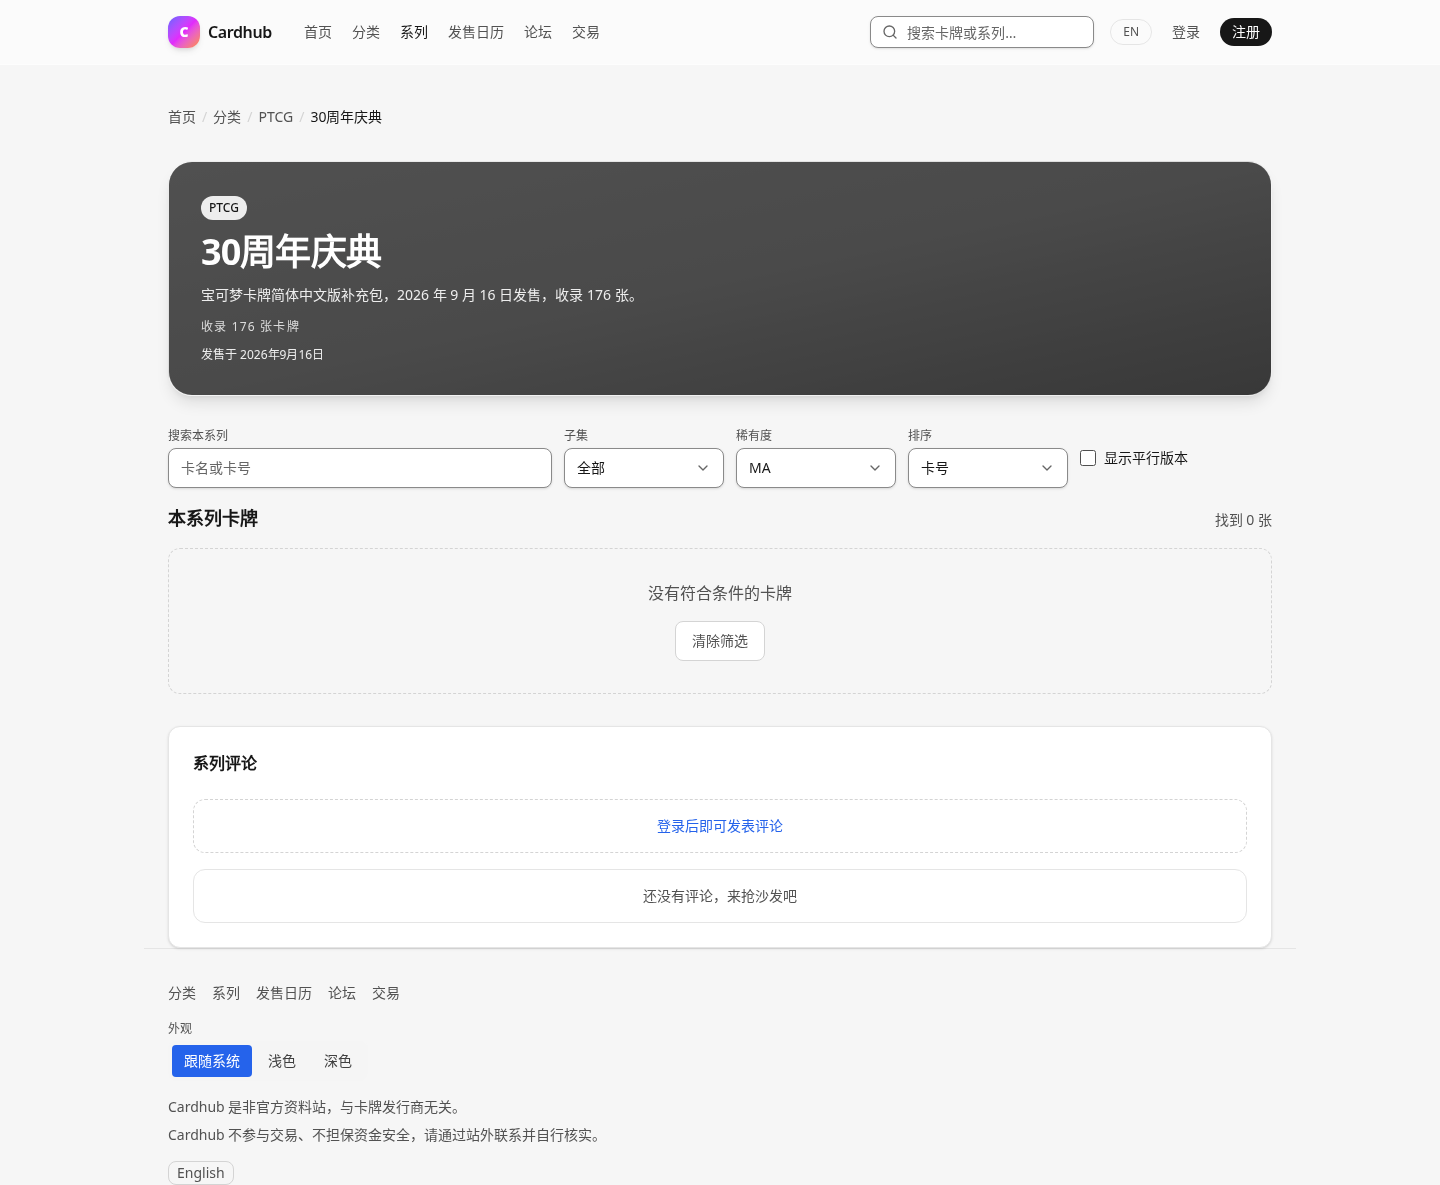 C Cardhub 首页 分类 系列 发售日历 论坛 交易 搜索卡牌或系列... EN 登录 注册
首页 / 分类 / PTCG / 30周年庆典
PTCG
30周年庆典
宝可梦卡牌简体中文版补充包，2026 年 9 月 16 日发售，收录 176 张。
收录 176 张卡牌
发售于 2026年9月16日
搜索本系列 子集 稀有度 排序
卡名或卡号 全部 MA 卡号 显示平行版本
本系列卡牌 找到 0 张
没有符合条件的卡牌
清除筛选
系列评论
登录后即可发表评论
还没有评论，来抢沙发吧
分类 系列 发售日历 论坛 交易
外观
跟随系统 浅色 深色
Cardhub 是非官方资料站，与卡牌发行商无关。
Cardhub 不参与交易、不担保资金安全，请通过站外联系并自行核实。
English